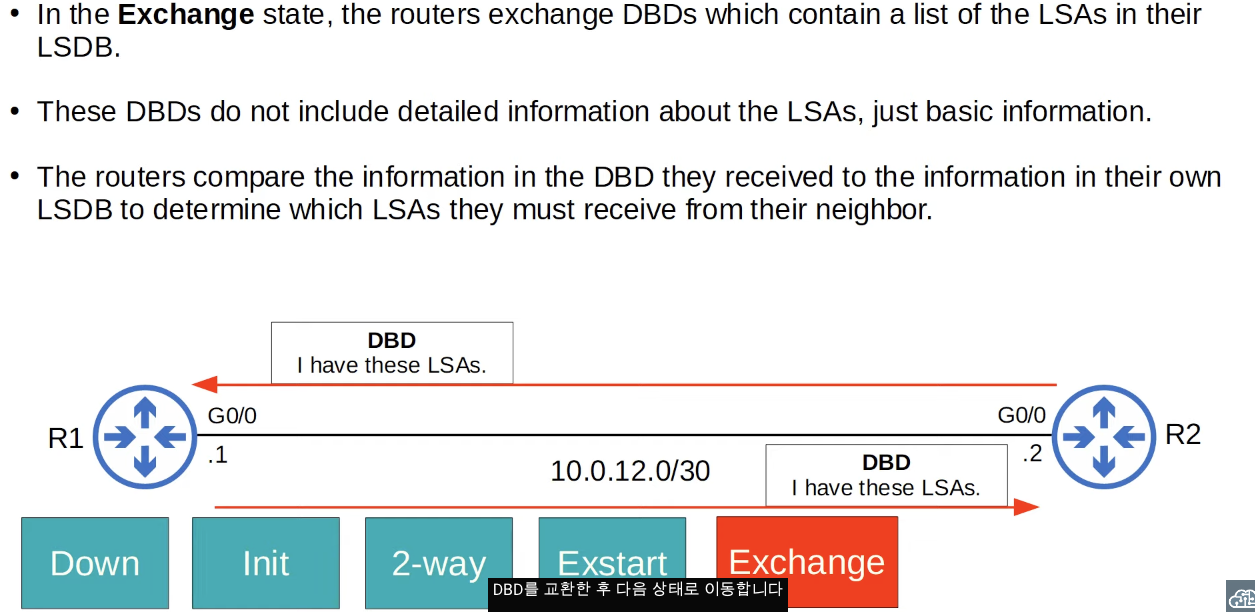 • In the Exchange state, the routers exchange DBDs which contain a list of the LSAs in their
LSDB.
• These DBDs do not include detailed information about the LSAs, just basic information.
• The routers compare the information in the DBD they received to the information in their own
LSDB to determine which LSAs they must receive from their neighbor.
DBD
I have these LSAs.
R1
G0/0
G0/0
R2
.1
.2
10.0.12.0/30
DBD
I have these LSAs.
Down
Init
2-way
Exstart
Exchange
DBD를 교환한 후 다음 상태로 이동합니다